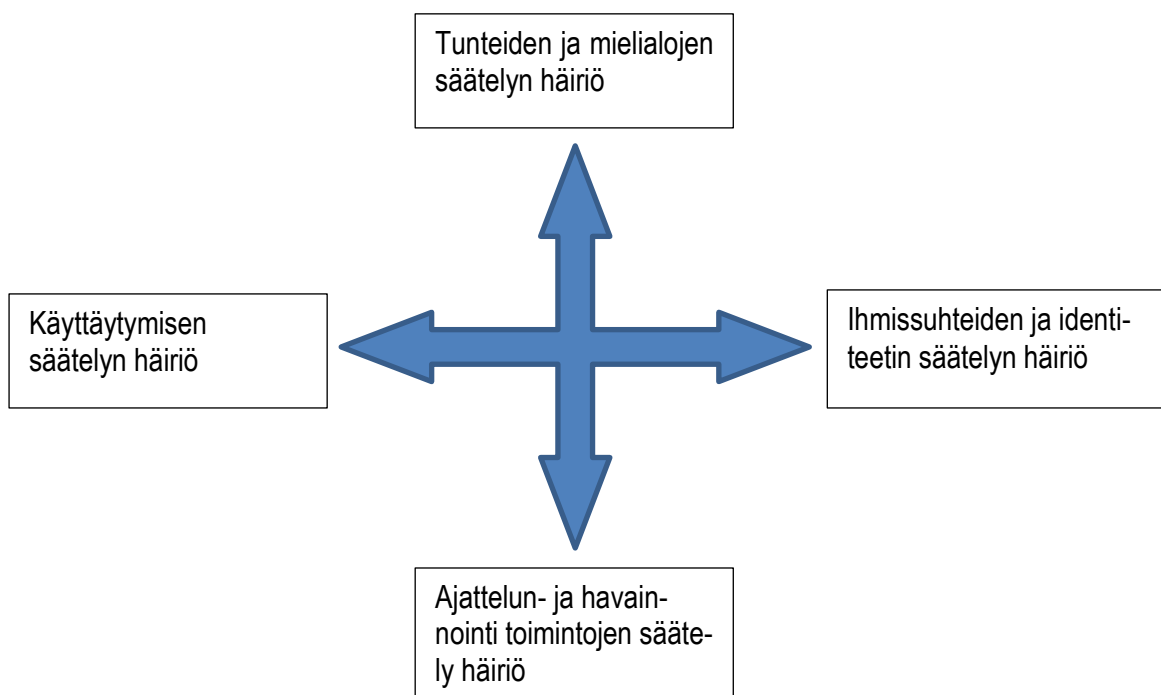 Tunteiden ja mielialojen
säätelyn häiriö
Käyttäytymisen
säätelyn häiriö
Ihmissuhteiden ja identi-
teetin säätelyn häiriö
Ajattelun- ja havain-
nointi toimintojen sääte-
ly häiriö